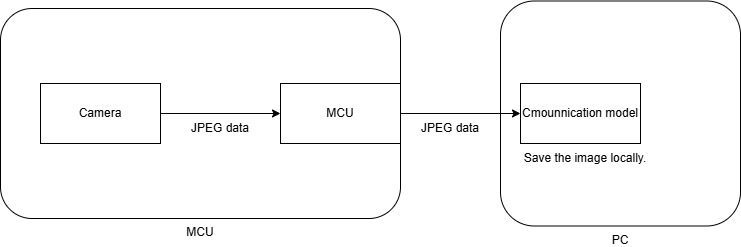 Camera
JPEG data
MCU
JPEG data
Cmounnication model
Save the image locally.
MCU
PC